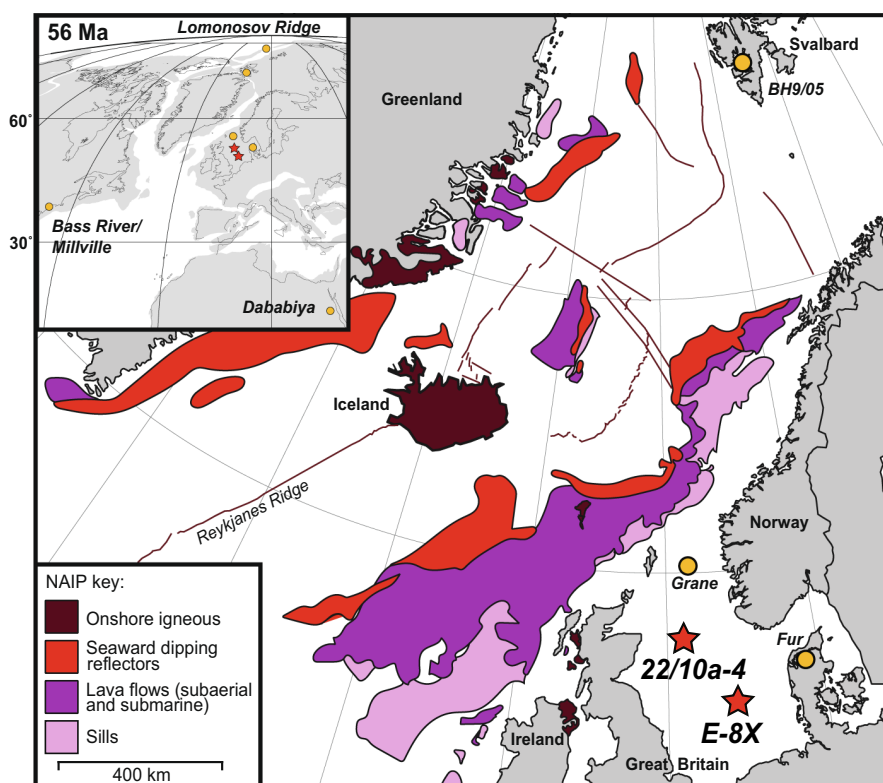 56 Ma
Lomonosov Ridge
60°
30°
Bass River/
Millville
Dababiya
Svalbard
BH9/05
Greenland
Iceland
Reykjanes Ridge
Norway
Grane
Fur
22/10a-4
E-8X
Ireland
Great Britain
NAIP key:
Onshore igneous
Seaward dipping
reflectors
Lava flows (subaerial
and submarine)
Sills
400 km